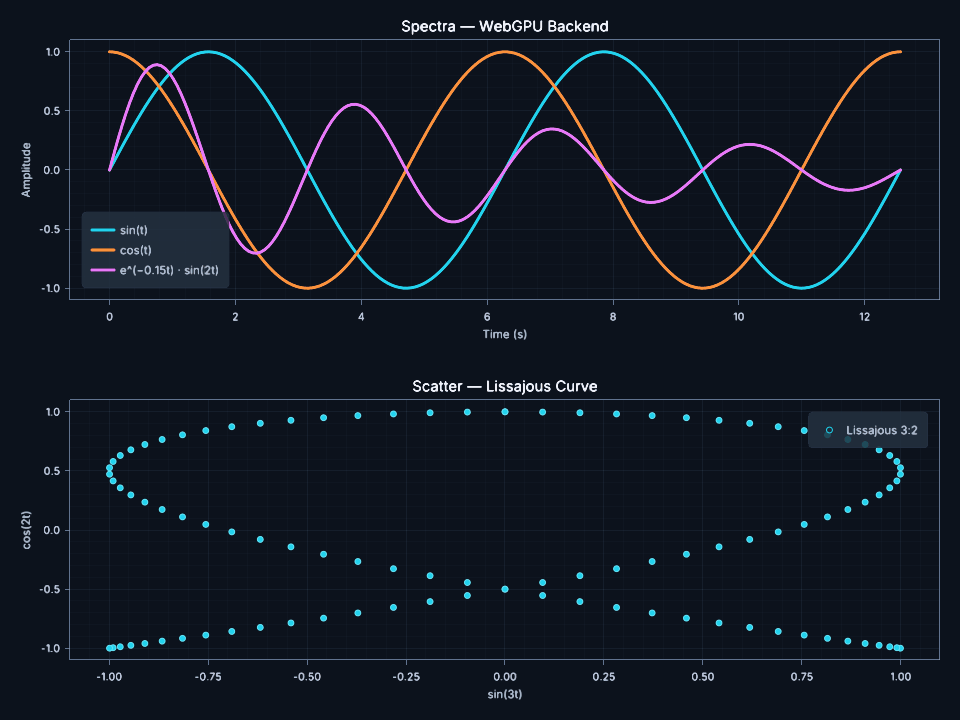 Spectra — WebGPU Backend
1.0
0.5
0.0
-0.5
-1.0
Amplitude
sin(t)
cos(t)
e^(−0.15t) · sin(2t)
0 2 4 6 8 10 12
Time (s)
Scatter — Lissajous Curve
1.0
0.5
0.0
-0.5
-1.0
cos(2t)
Lissajous 3:2
-1.00 -0.75 -0.50 -0.25 0.00 0.25 0.50 0.75 1.00
sin(3t)